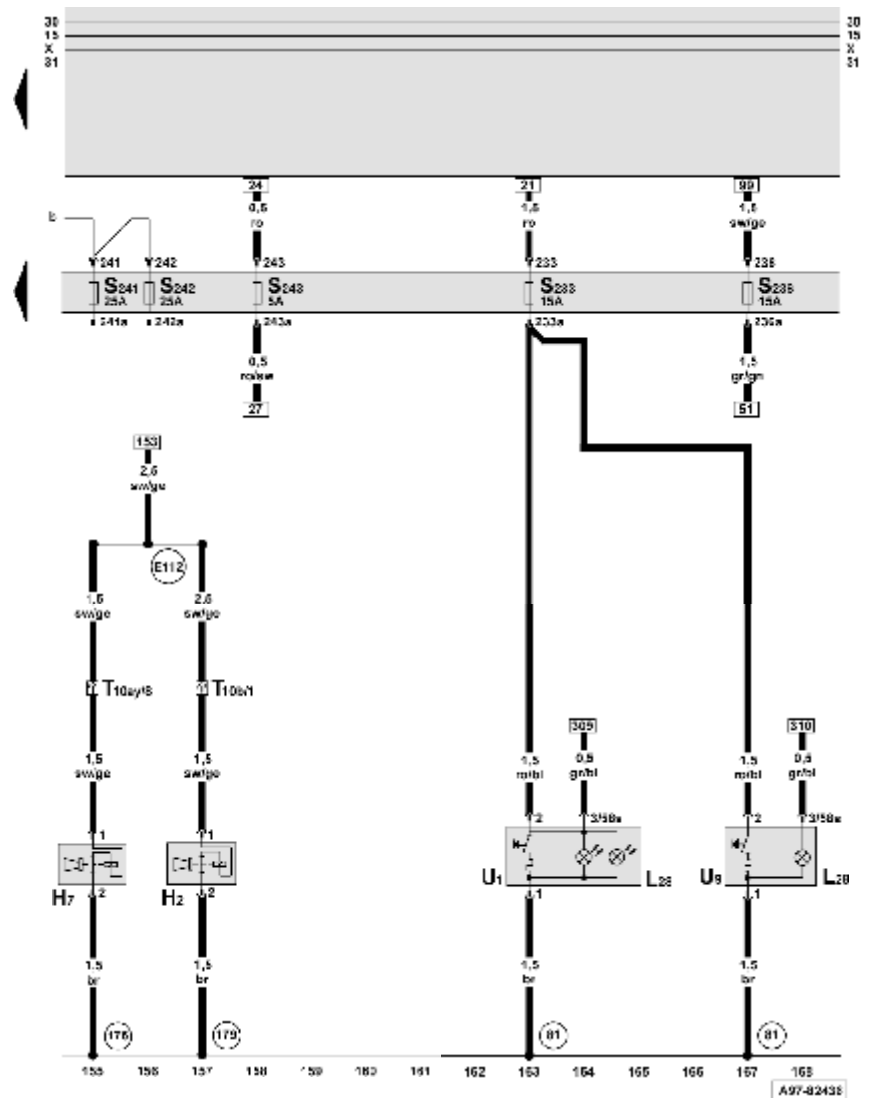 30 30
15 15
X X
31 31
24 21 99
0,5 1,5 1,5
ro ro sw/ge
b
241 242 243 233 236
S241 S242 S243 S233 S236
25A 25A 5A 15A 15A
241a 242a 243a 233a 236a
0,5 1,5
ro/sw gr/gn
27 51
153
2,5
sw/ge
E112
1,5 2,5
sw/ge sw/ge
T10ay/8 T10b/1
309 310
1,5 1,5 1,5 0,5 1,5 0,5
sw/ge sw/ge ro/bl gr/bl ro/bl gr/bl
1 1 2 3/58s 2 3/58s
H7 H2 U1 L28 U9 L28
2 2 1 1
1,5 1,5 1,5 1,5
br br br br
176 179 81 81
155 156 157 158 159 160 161 162 163 164 165 166 167 168
A97-82436